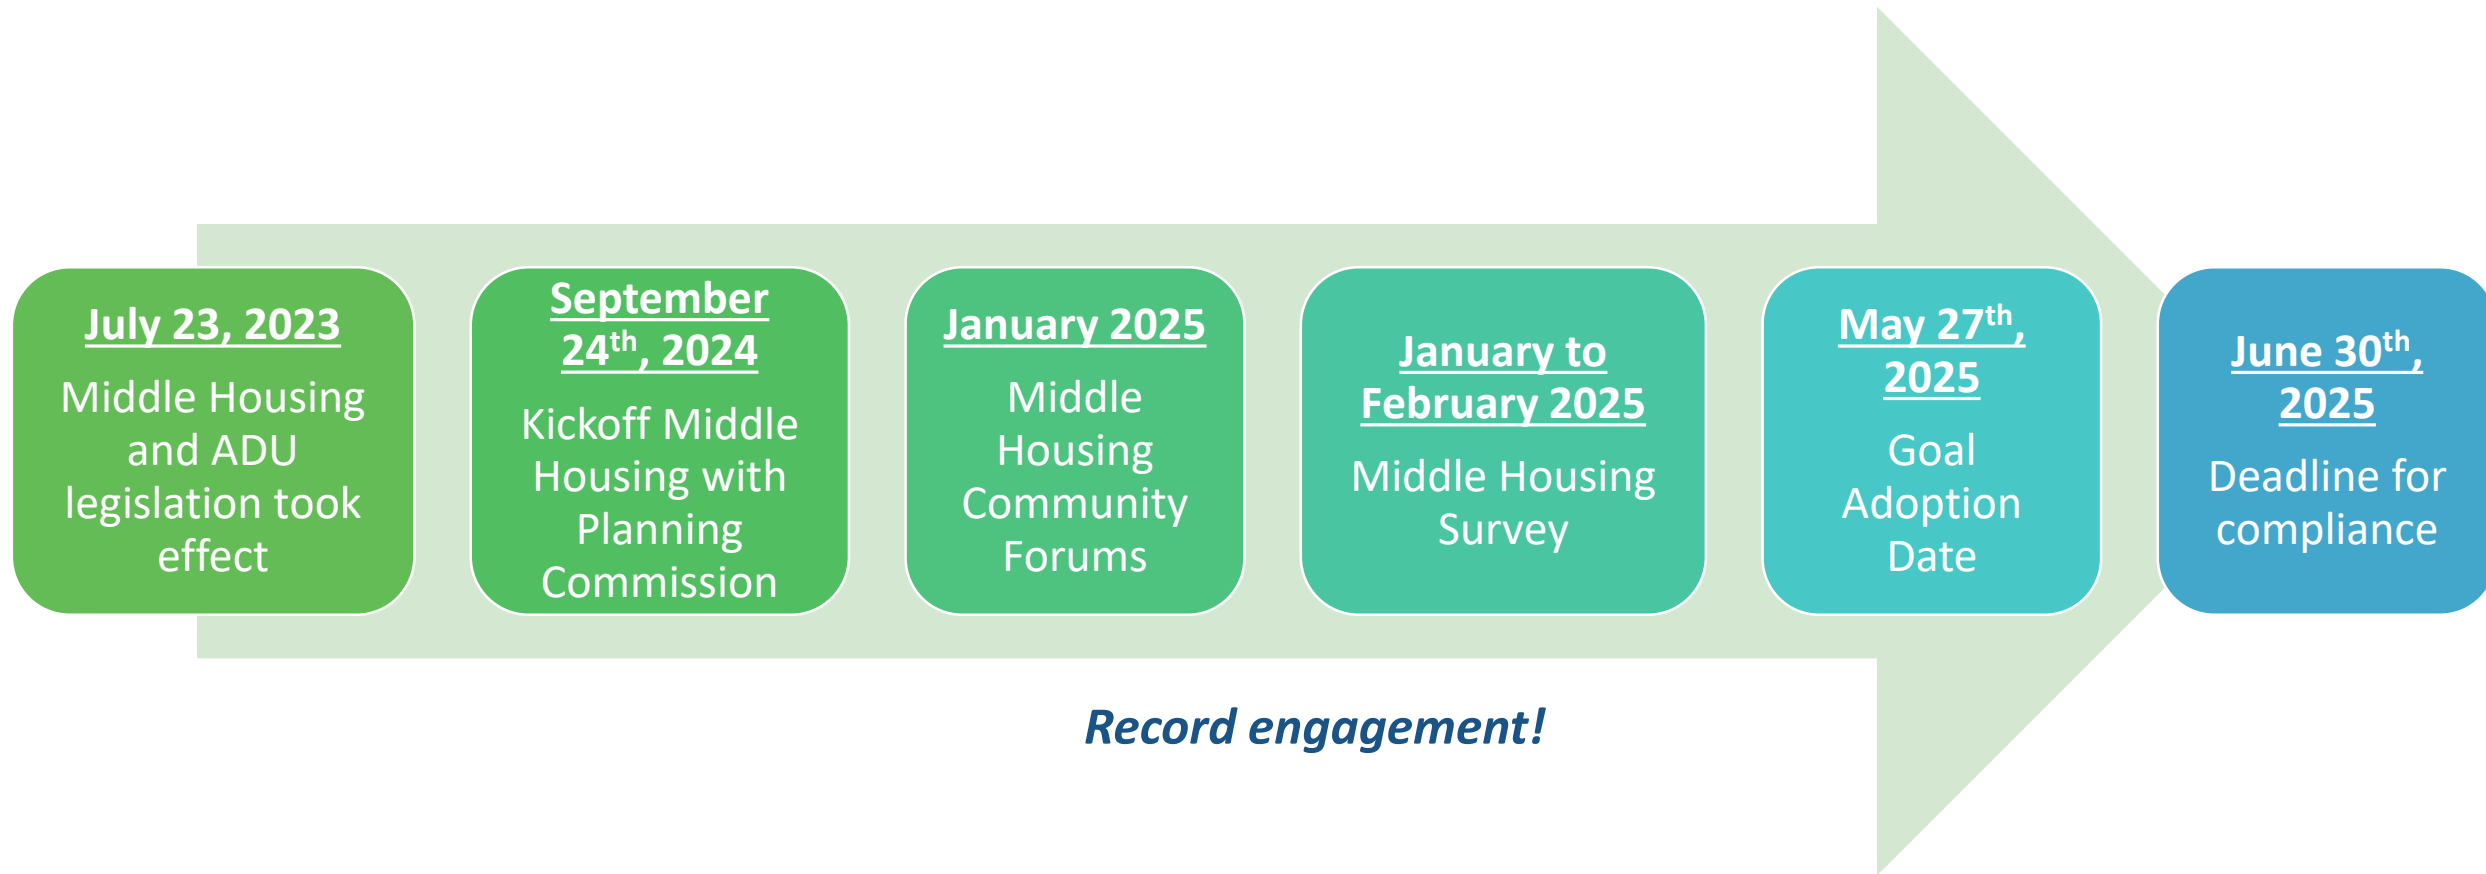 July 23, 2023
Middle Housing
and ADU
legislation took
effect
September
24th, 2024
Kickoff Middle
Housing with
Planning
Commission
January 2025
Middle
Housing
Community
Forums
January to
February 2025
Middle Housing
Survey
May 27th,
2025
Goal
Adoption
Date
June 30th,
2025
Deadline for
compliance
Record engagement!